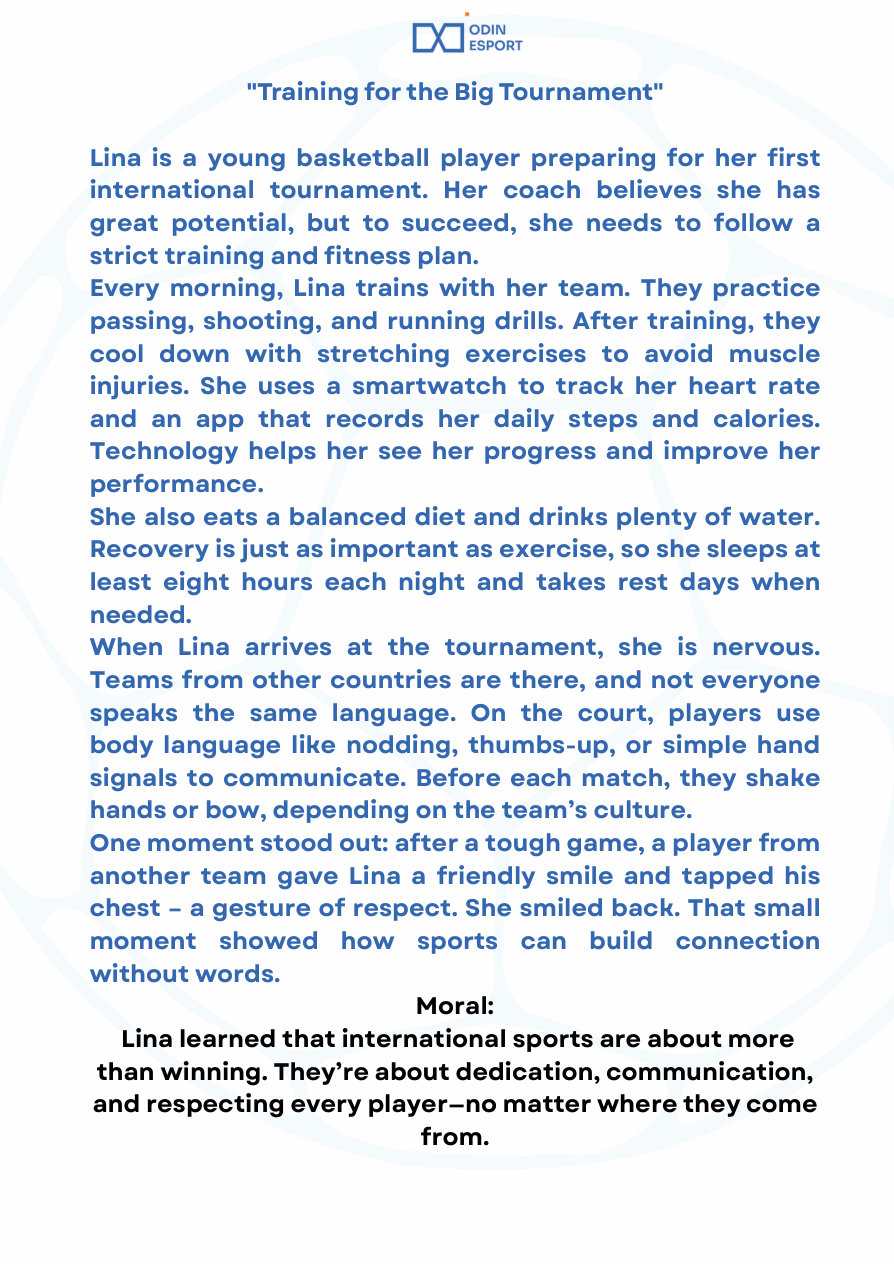 ODIN
ESPORT
"Training for the Big Tournament"
Lina is a young basketball player preparing for her first
international tournament. Her coach believes she has
great potential, but to succeed, she needs to follow a
strict training and fitness plan.
Every morning, Lina trains with her team. They practice
passing, shooting, and running drills. After training, they
cool down with stretching exercises to avoid muscle
injuries. She uses a smartwatch to track her heart rate
and an app that records her daily steps and calories.
Technology helps her see her progress and improve her
performance.
She also eats a balanced diet and drinks plenty of water.
Recovery is just as important as exercise, so she sleeps at
least eight hours each night and takes rest days when
needed.
When Lina arrives at the tournament, she is nervous.
Teams from other countries are there, and not everyone
speaks the same language. On the court, players use
body language like nodding, thumbs-up, or simple hand
signals to communicate. Before each match, they shake
hands or bow, depending on the team’s culture.
One moment stood out: after a tough game, a player from
another team gave Lina a friendly smile and tapped his
chest – a gesture of respect. She smiled back. That small
moment showed how sports can build connection
without words.
Moral:
Lina learned that international sports are about more
than winning. They’re about dedication, communication,
and respecting every player—no matter where they come
from.